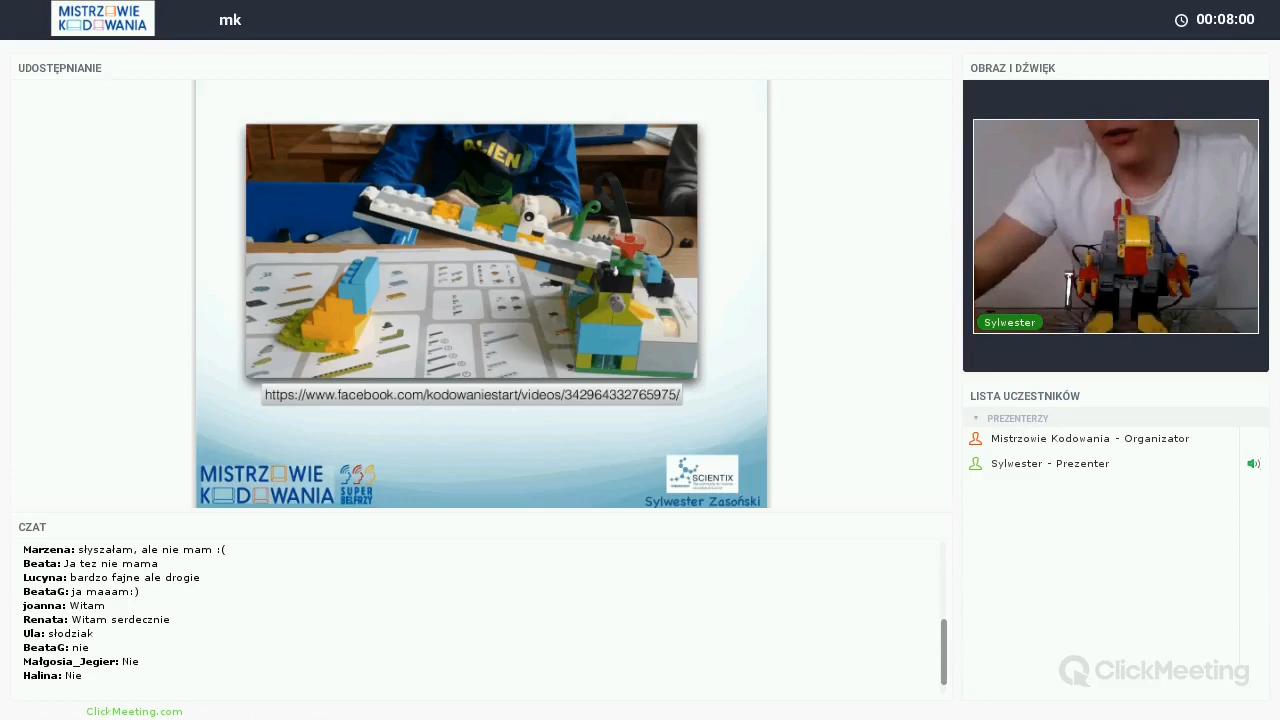 MISTRZOWIE
KODOWANIA
mk
00:08:00
UDOSTĘPNIANIE
OBRAZ I DŹWIĘK
ALIEN
https://www.facebook.com/kodowaniestart/videos/342964332765975/
MISTRZOWIE
KODOWANIA
SUPER
BELFRZY
SCIENTIX
Sylwester Zasoński
Sylwester
LISTA UCZESTNIKÓW
PREZENTERZY
Mistrzowie Kodowania - Organizator
Sylwester - Prezenter
CZAT
Marzena: słyszałam, ale nie mam :(
Beata: Ja tez nie mama
Lucyna: bardzo fajne ale drogie
BeataG: ja maaam:)
joanna: Witam
Renata: Witam serdecznie
Ula: słodziak
BeataG: nie
Małgosia_Jegier: Nie
Halina: Nie
ClickMeeting
ClickMeeting.com